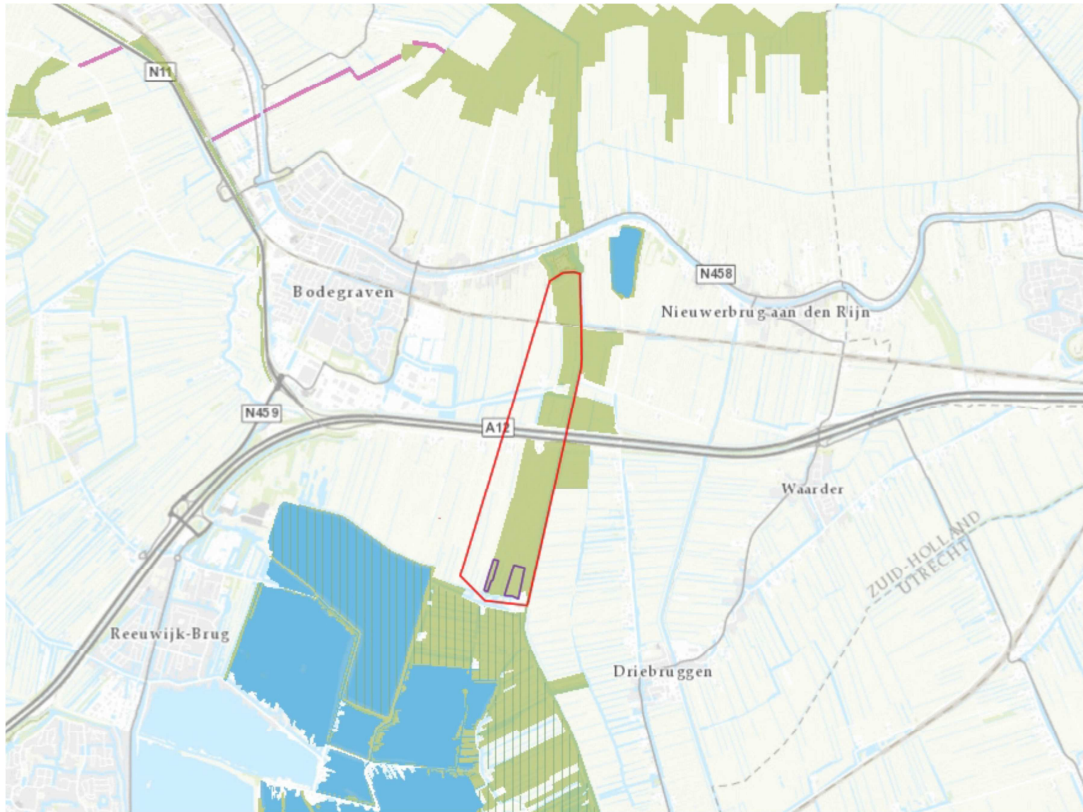 N11
Bodegraven
N458
Nieuwerbrug aan den Rijn
N459
A12
Waarder
ZUID-HOLLAND
UTRECHT
Reeuwijk-Brug
Driebruggen